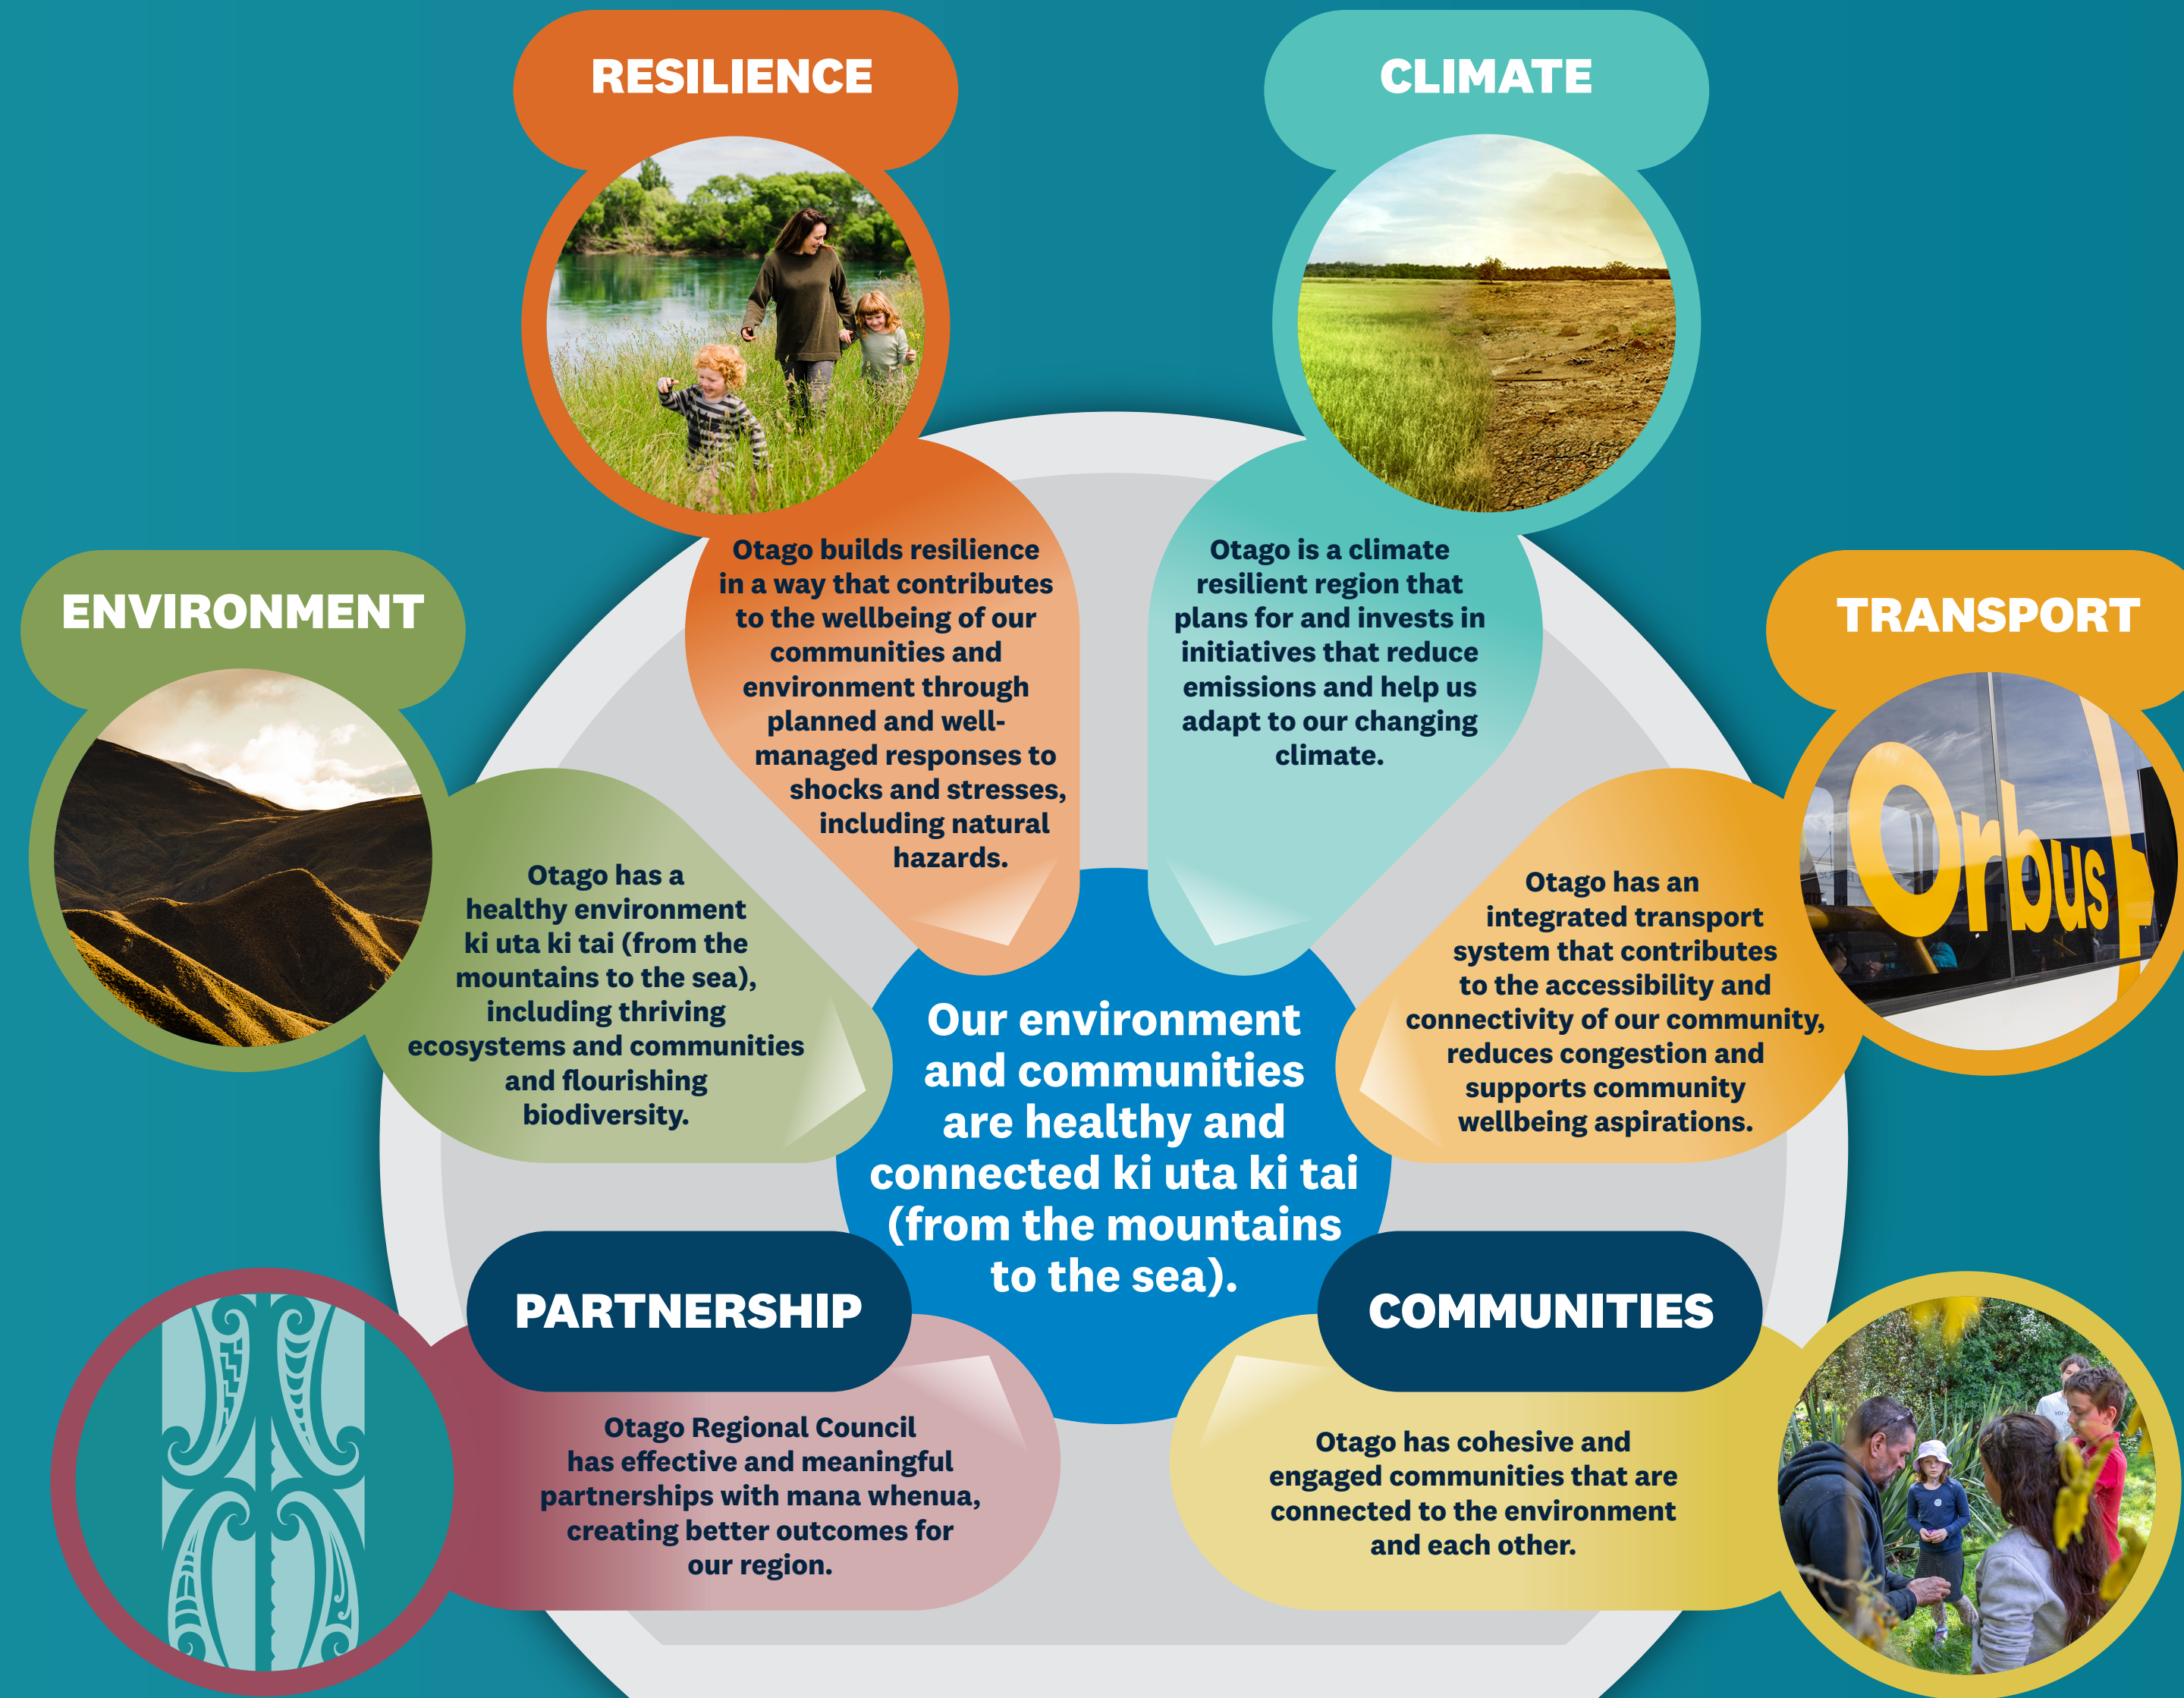 RESILIENCE
Otago builds resilience
in a way that contributes
to the wellbeing of our
communities and
environment through
planned and well-
managed responses to
shocks and stresses,
including natural
hazards.
CLIMATE
Otago is a climate
resilient region that
plans for and invests in
initiatives that reduce
emissions and help us
adapt to our changing
climate.
ENVIRONMENT
Otago has a
healthy environment
ki uta ki tai (from the
mountains to the sea),
including thriving
ecosystems and communities
and flourishing
biodiversity.
TRANSPORT
Orbus
Otago has an
integrated transport
system that contributes
to the accessibility and
connectivity of our community,
reduces congestion and
supports community
wellbeing aspirations.
Our environment
and communities
are healthy and
connected ki uta ki tai
(from the mountains
to the sea).
PARTNERSHIP
Otago Regional Council
has effective and meaningful
partnerships with mana whenua,
creating better outcomes for
our region.
COMMUNITIES
Otago has cohesive and
engaged communities that are
connected to the environment
and each other.